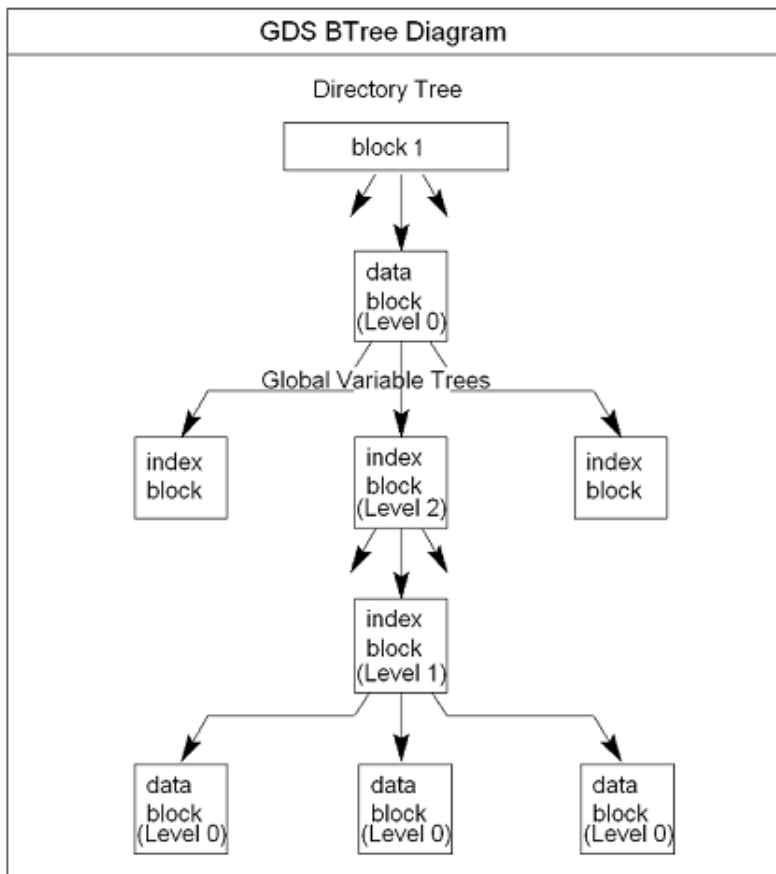 GDS BTree Diagram
Directory Tree
block 1
data
block
(Level 0)
Global Variable Trees
index
block
index
block
(Level 2)
index
block
index
block
(Level 1)
data
block
(Level 0)
data
block
(Level 0)
data
block
(Level 0)